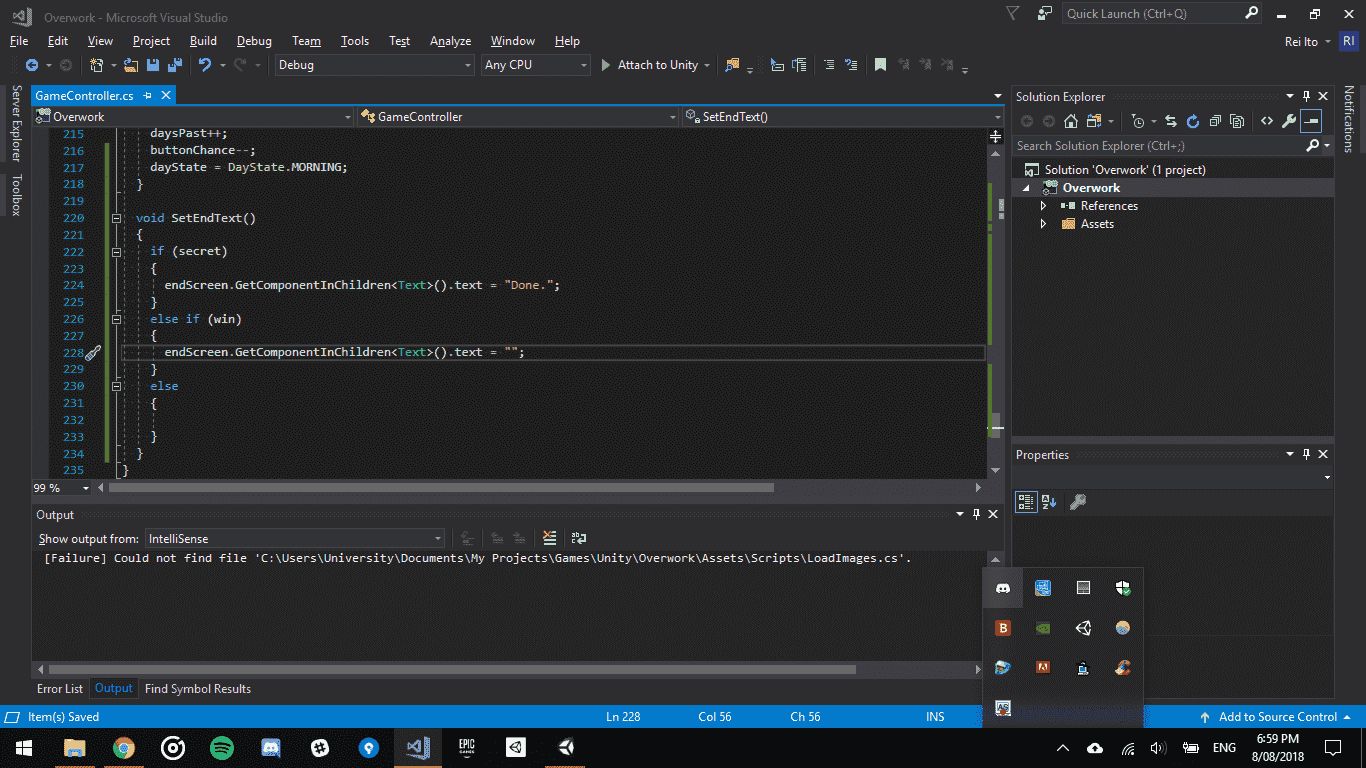 Overwork - Microsoft Visual Studio
Quick Launch (Ctrl+Q)
File Edit View Project Build Debug Team Tools Test Analyze Window Help
Rei Ito RI
Debug Any CPU Attach to Unity
Server Explorer
Toolbox
GameController.cs
Overwork GameController SetEndText()
215 daysPast++;
216 buttonChance--;
217 dayState = DayState.MORNING;
218 }
219
220 void SetEndText()
221 {
222 if (secret)
223 {
224 endScreen.GetComponentInChildren<Text>().text = "Done.";
225 }
226 else if (win)
227 {
228 endScreen.GetComponentInChildren<Text>().text = "";
229 }
230 else
231 {
232
233 }
234 }
235 }
99 %
Output
Show output from: IntelliSense
[Failure] Could not find file 'C:\Users\University\Documents\My Projects\Games\Unity\Overwork\Assets\Scripts\LoadImages.cs'.
Error List Output Find Symbol Results
Solution Explorer
Search Solution Explorer (Ctrl+;)
Solution 'Overwork' (1 project)
Overwork
References
Assets
Properties
Notifications
Item(s) Saved Ln 228 Col 56 Ch 56 INS Add to Source Control
EPIC GAMES
ENG
6:59 PM
8/08/2018